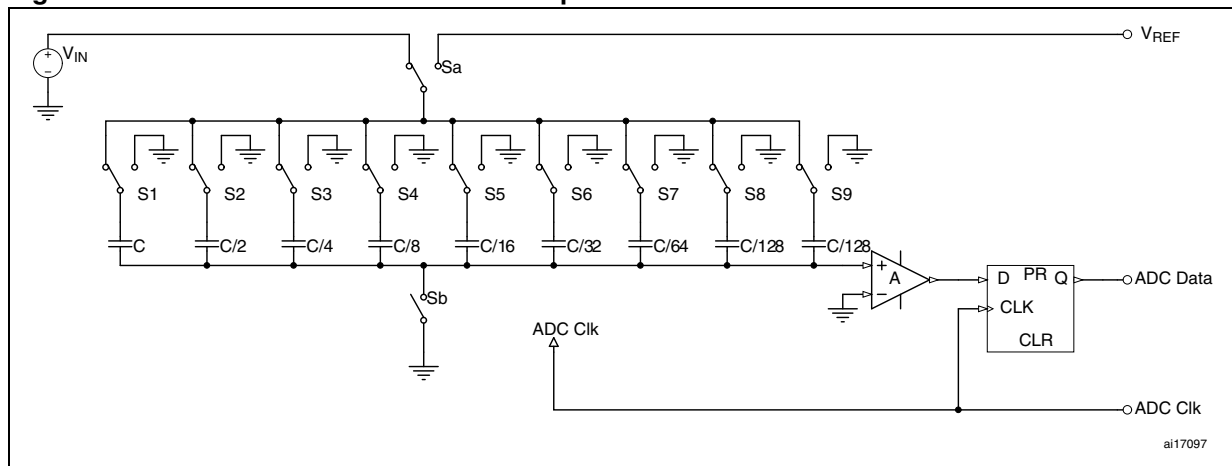 V_IN
Sa
V_REF
S1 S2 S3 S4 S5 S6 S7 S8 S9
C C/2 C/4 C/8 C/16 C/32 C/64 C/128 C/128
+ A −
D PR Q
CLK
CLR
ADC Data
Sb
ADC Clk
ADC Clk
ai17097